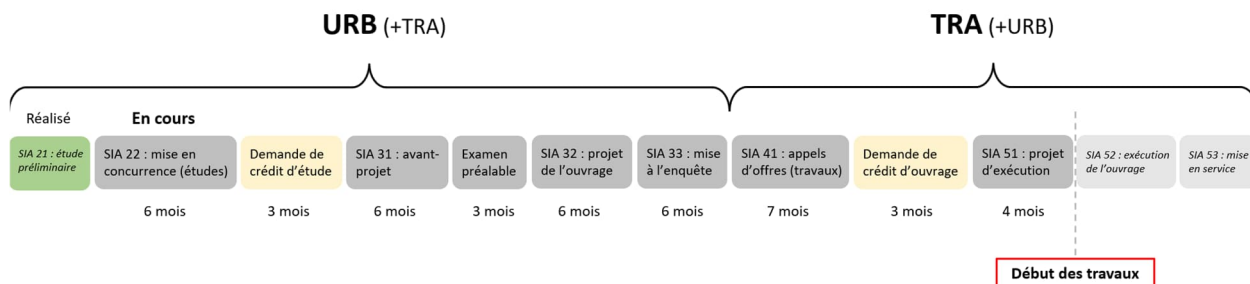 URB (+TRA)
TRA (+URB)
Réalisé
En cours
SIA 21 : étude
préliminaire
SIA 22 : mise en
concurrence (études)
Demande de
crédit d'étude
SIA 31 : avant-
projet
Examen
préalable
SIA 32 : projet
de l'ouvrage
SIA 33 : mise
à l'enquête
SIA 41 : appels
d'offres (travaux)
Demande de
crédit d'ouvrage
SIA 51 : projet
d'exécution
SIA 52 : exécution
de l'ouvrage
SIA 53 : mise
en service
6 mois
3 mois
6 mois
3 mois
6 mois
6 mois
7 mois
3 mois
4 mois
Début des travaux